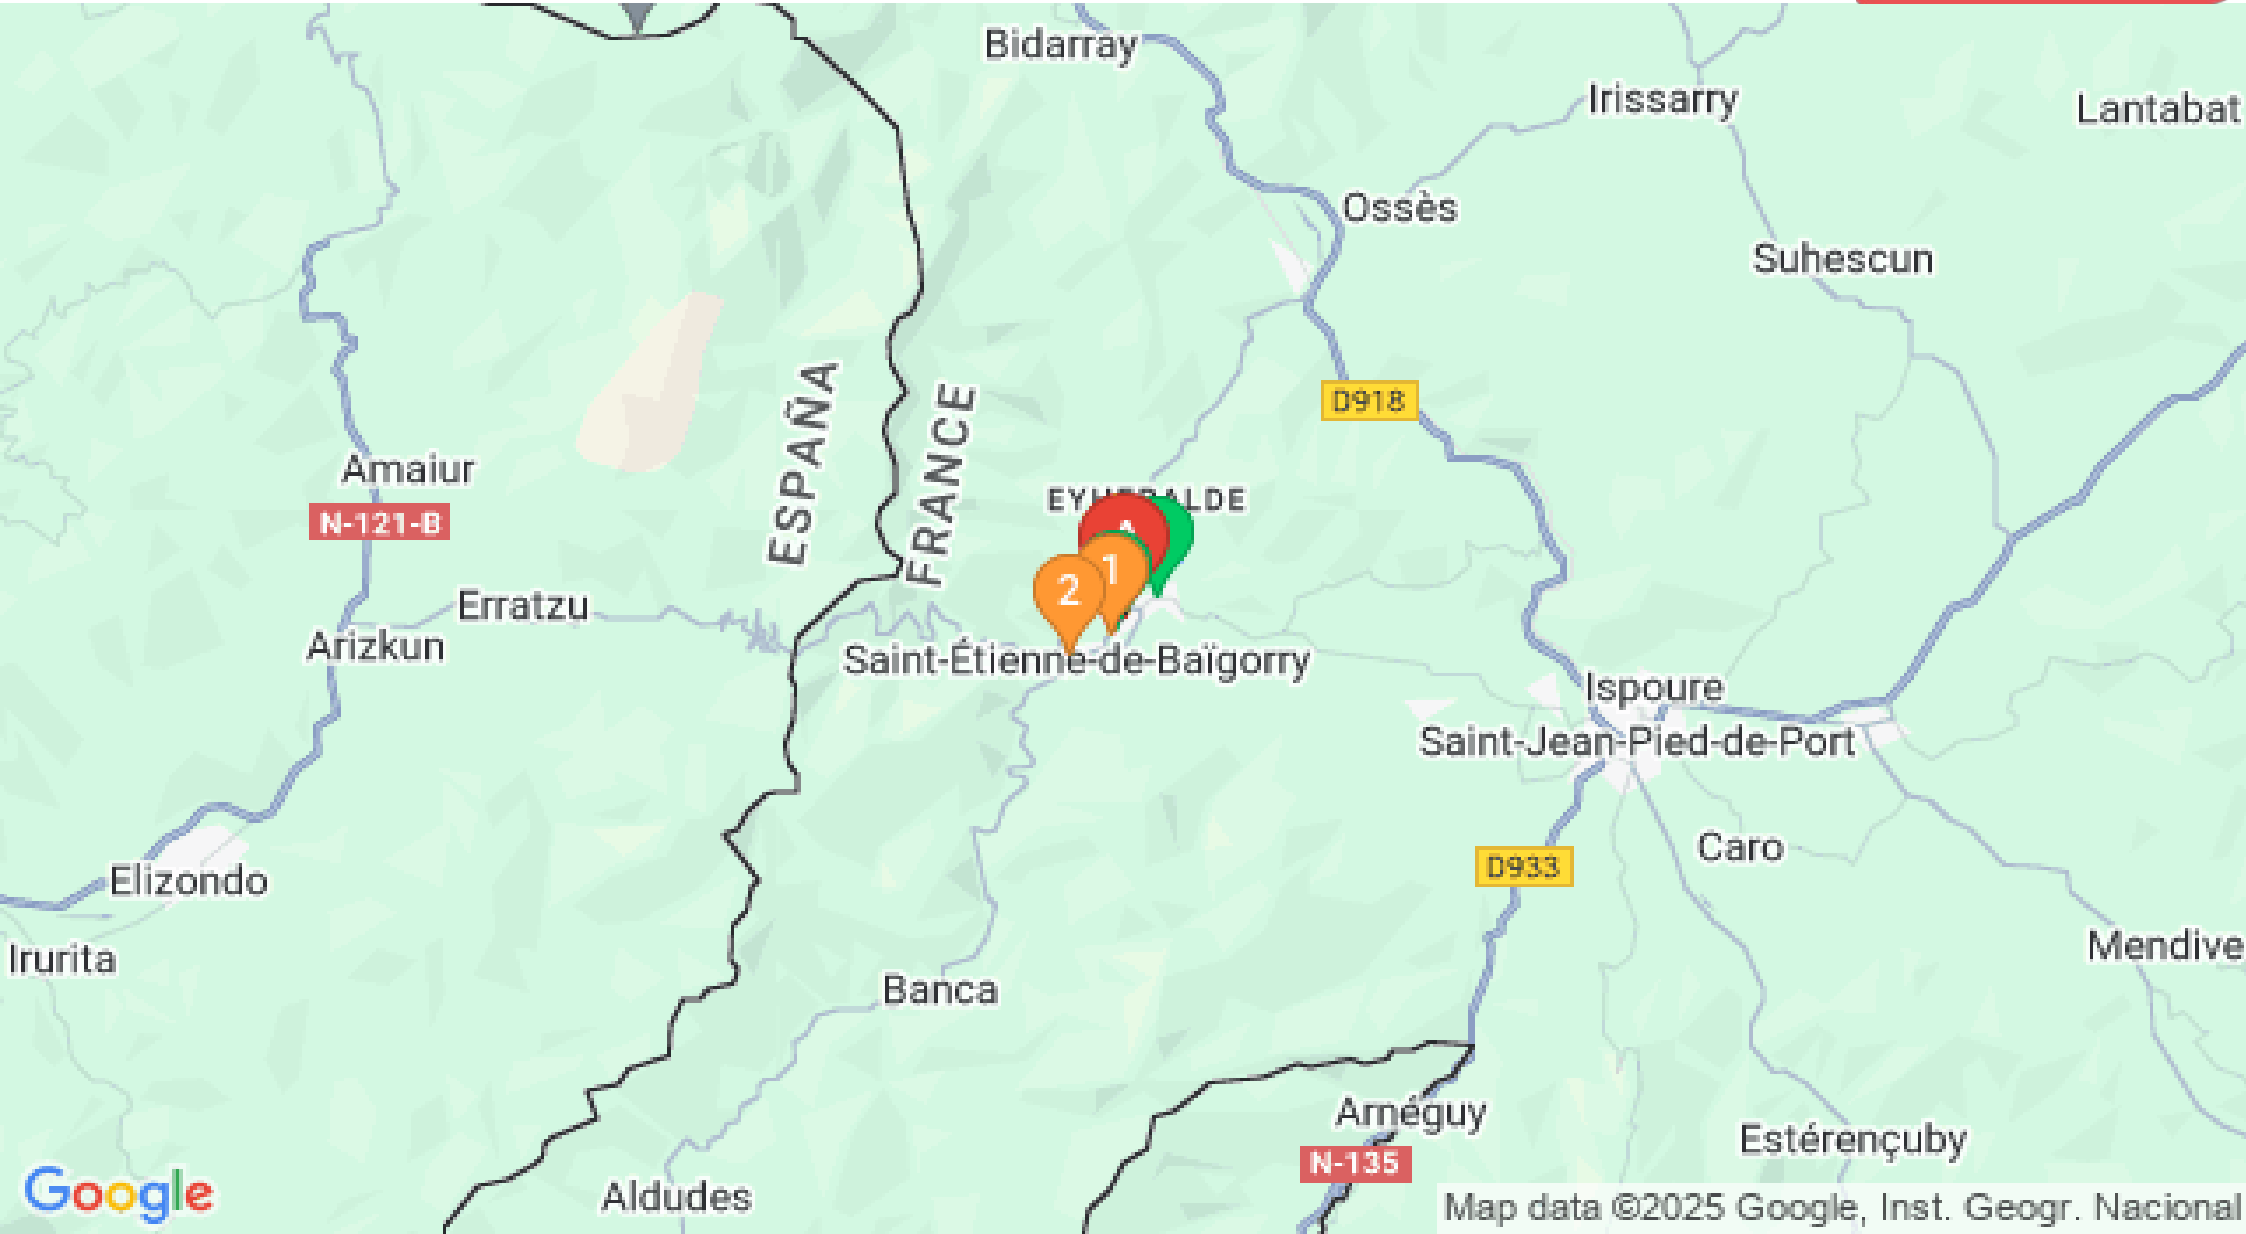 Bidarray
Irissarry
Lantabat
Ossès
Suhescun
ESPAÑA
FRANCE
D918
Amaiur
N-121-B
A
1
2
Erratzu
Arizkun
Saint-Étienne-de-Baïgorry
Ispoure
Saint-Jean-Pied-de-Port
Caro
D933
Elizondo
Irurita
Mendive
Banca
Arnéguy
N-135
Estérençuby
Aldudes
Google
Map data ©2025 Google, Inst. Geogr. Nacional